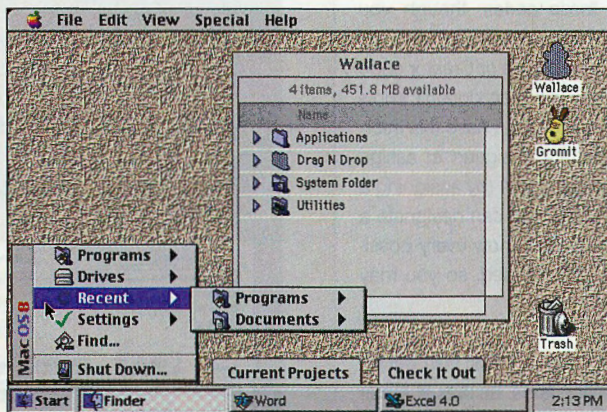 File Edit View Special Help
Wallace
4 items, 451.8 MB available
Name
Applications
Drag N Drop
System Folder
Utilities
Wallace
Gromit
Trash
Programs
Drives
Recent
Settings
Find...
Shut Down...
MacOS8
Programs
Documents
Current Projects
Check It Out
Start
Finder
Word
Excel 4.0
2:13 PM